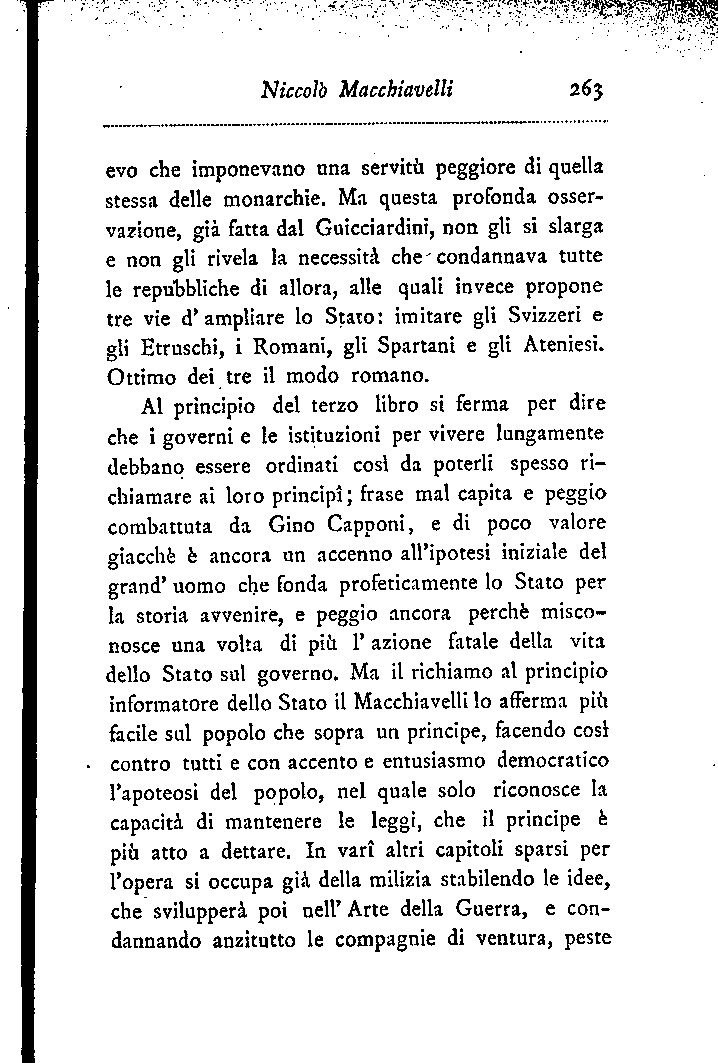 Niccolò Macchiavelli 263
evo che imponevano una servitù peggiore di quella
stessa delle monarchie. Ma questa profonda osser-
vazione, già fatta dal Guicciardini, non gli si slarga
e non gli rivela la necessità che condannava tutte
le repubbliche di allora, alle quali invece propone
tre vie d' ampliare lo Stato: imitare gli Svizzeri e
gli Etruschi, i Romani, gli Spartani e gli Ateniesi.
Ottimo dei tre il modo romano.
Al principio del terzo libro si ferma per dire
che i governi e le istituzioni per vivere lungamente
debbano essere ordinati così da poterli spesso ri-
chiamare ai loro principî; frase mal capita e peggio
combattuta da Gino Capponi, e di poco valore
giacchè è ancora un accenno all'ipotesi iniziale del
grand' uomo che fonda profeticamente lo Stato per
la storia avvenire, e peggio ancora perchè misco-
nosce una volta di più l' azione fatale della vita
dello Stato sul governo. Ma il richiamo al principio
informatore dello Stato il Macchiavelli lo afferma più
facile sul popolo che sopra un principe, facendo così
contro tutti e con accento e entusiasmo democratico
l'apoteosi del popolo, nel quale solo riconosce la
capacità di mantenere le leggi, che il principe è
più atto a dettare. In varî altri capitoli sparsi per
l'opera si occupa già della milizia stabilendo le idee,
che svilupperà poi nell' Arte della Guerra, e con-
dannando anzitutto le compagnie di ventura, peste